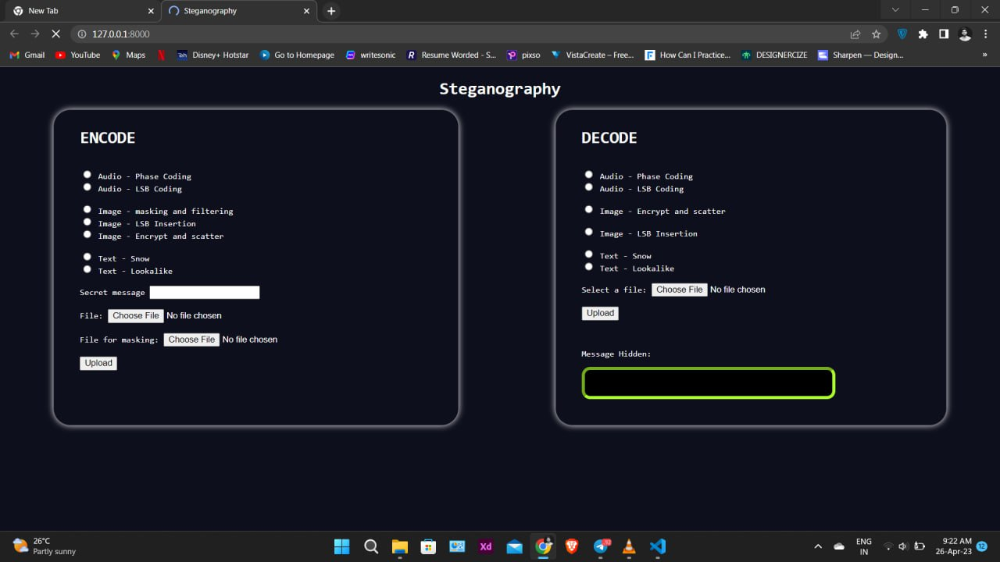 New Tab
Steganography
127.0.0.1:8000
Gmail
YouTube
Maps
Disney+ Hotstar
Go to Homepage
writesonic
Resume Worded - S...
pixso
VistaCreate – Free...
How Can I Practice...
DESIGNERCIZE
Sharpen — Design...
»
Steganography
ENCODE
Audio - Phase Coding
Audio - LSB Coding
Image - masking and filtering
Image - LSB Insertion
Image - Encrypt and scatter
Text - Snow
Text - Lookalike
Secret message
File: Choose File No file chosen
File for masking: Choose File No file chosen
Upload
DECODE
Audio - Phase Coding
Audio - LSB Coding
Image - Encrypt and scatter
Image - LSB Insertion
Text - Snow
Text - Lookalike
Select a file: Choose File No file chosen
Upload
Message Hidden:
26°C
Partly sunny
Xd
92
ENG
IN
9:22 AM
26-Apr-23
12